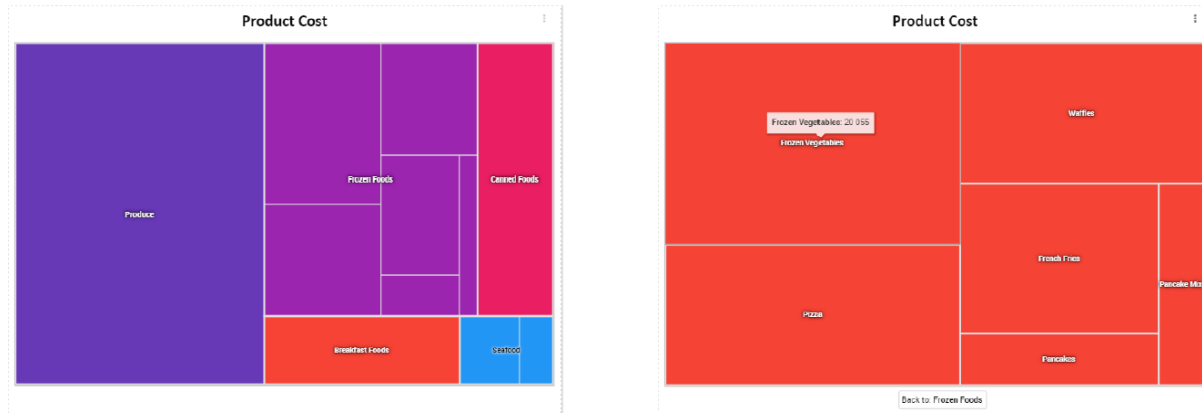 Product Cost
Produce
Frozen Foods
Canned Foods
Breakfast Foods
Seafood
Product Cost
Frozen Vegetables: 20 055
Frozen Vegetables
Waffles
French Fries
Pancake Mix
Pizza
Pancakes
Back to: Frozen Foods